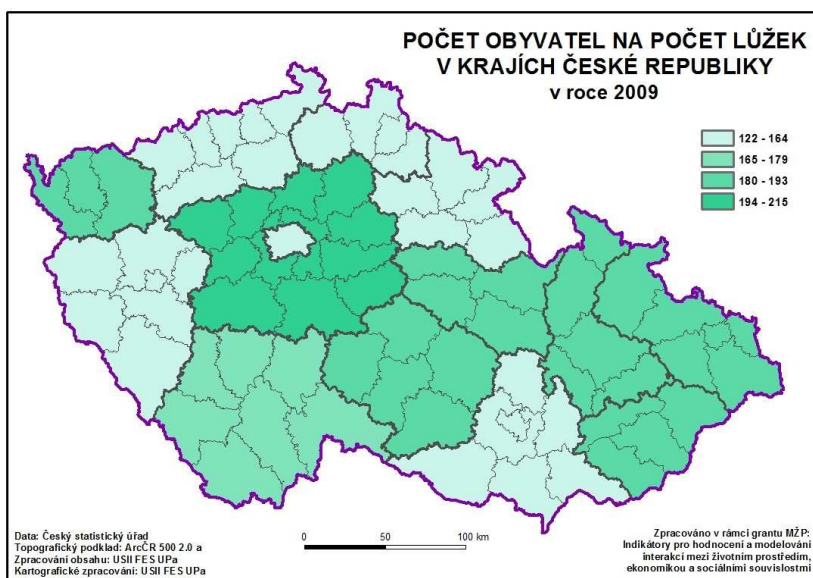 POČET OBYVATEL NA POČET LŮŽEK
V KRAJÍCH ČESKÉ REPUBLIKY
v roce 2009
122 - 164
165 - 179
180 - 193
194 - 215
Data: Český statistický úřad
Topografický podklad: ArcČR 500 2.0 a
Zpracování obsahu: USII FES UPa
Kartografické zpracování: USII FES UPa
0 50 100 km
Zpracováno v rámci grantu MŽP:
Indikátory pro hodnocení a modelování
interakcí mezi životním prostředím,
ekonomikou a sociálními souvislostmi